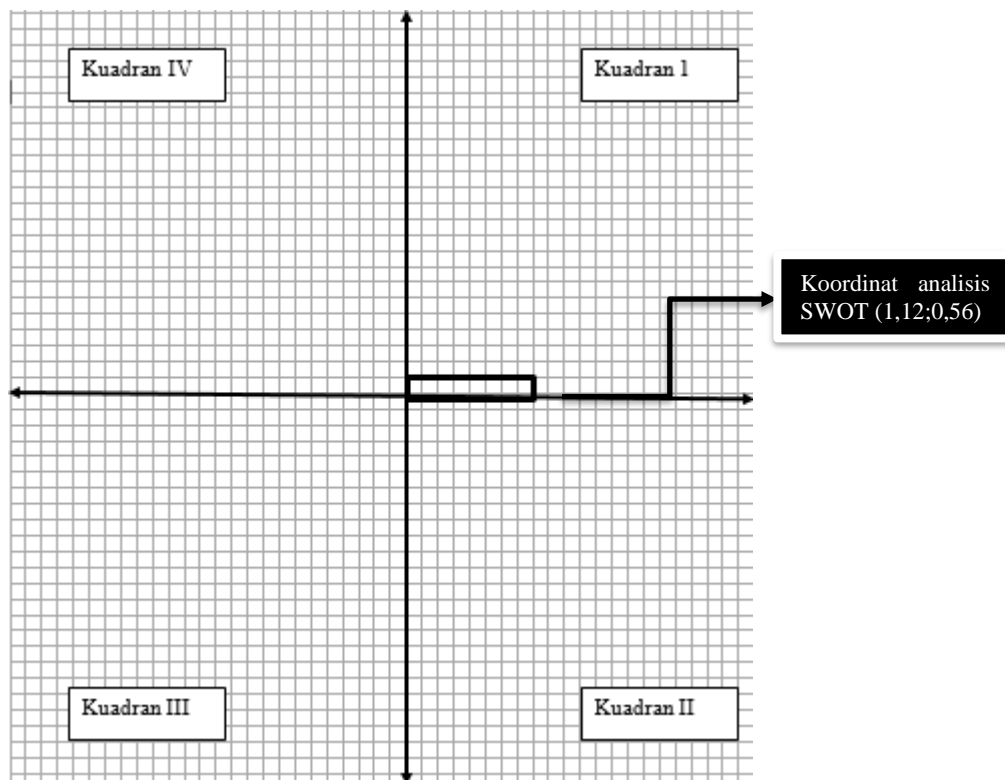 Kuadran IV
Kuadran 1
Koordinat analisis
SWOT (1,12;0,56)
Kuadran III
Kuadran II